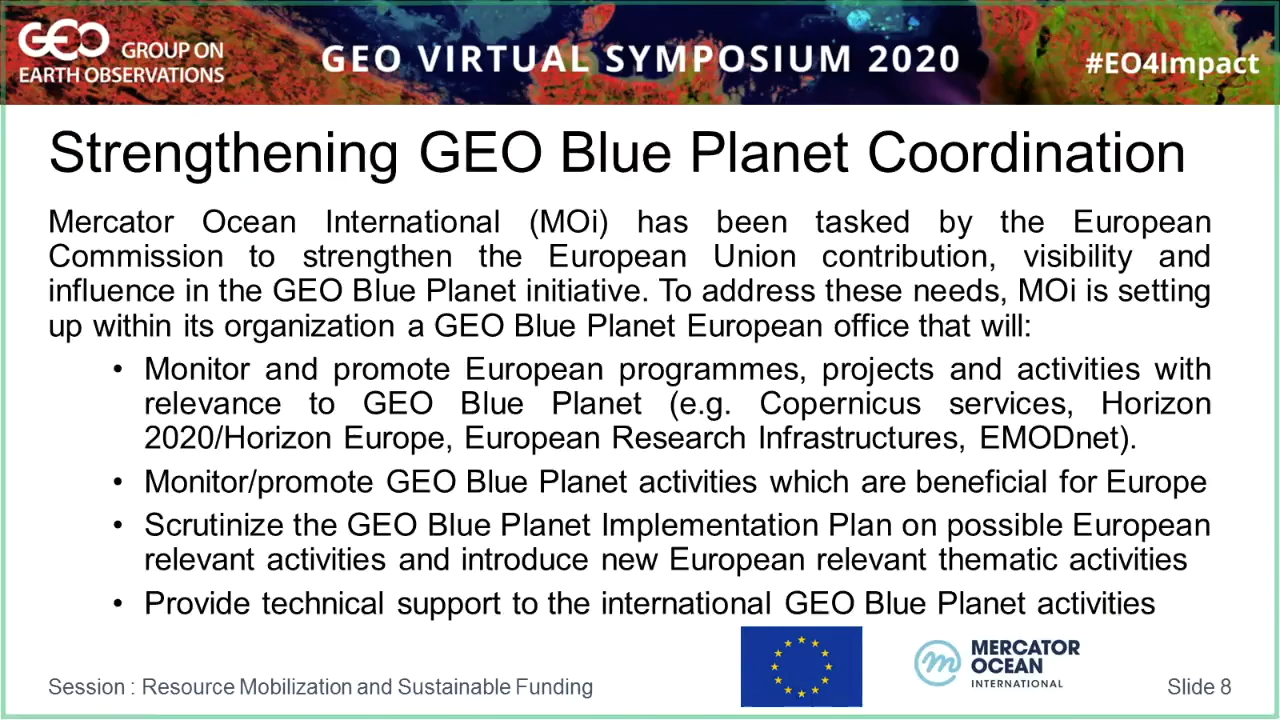 GEO GROUP ON
EARTH OBSERVATIONS
GEO VIRTUAL SYMPOSIUM 2020
#EO4Impact
Strengthening GEO Blue Planet Coordination
Mercator Ocean International (MOi) has been tasked by the European
Commission to strengthen the European Union contribution, visibility and
influence in the GEO Blue Planet initiative. To address these needs, MOi is setting
up within its organization a GEO Blue Planet European office that will:
• Monitor and promote European programmes, projects and activities with
relevance to GEO Blue Planet (e.g. Copernicus services, Horizon
2020/Horizon Europe, European Research Infrastructures, EMODnet).
• Monitor/promote GEO Blue Planet activities which are beneficial for Europe
• Scrutinize the GEO Blue Planet Implementation Plan on possible European
relevant activities and introduce new European relevant thematic activities
• Provide technical support to the international GEO Blue Planet activities
MERCATOR
OCEAN
INTERNATIONAL
Session : Resource Mobilization and Sustainable Funding
Slide 8